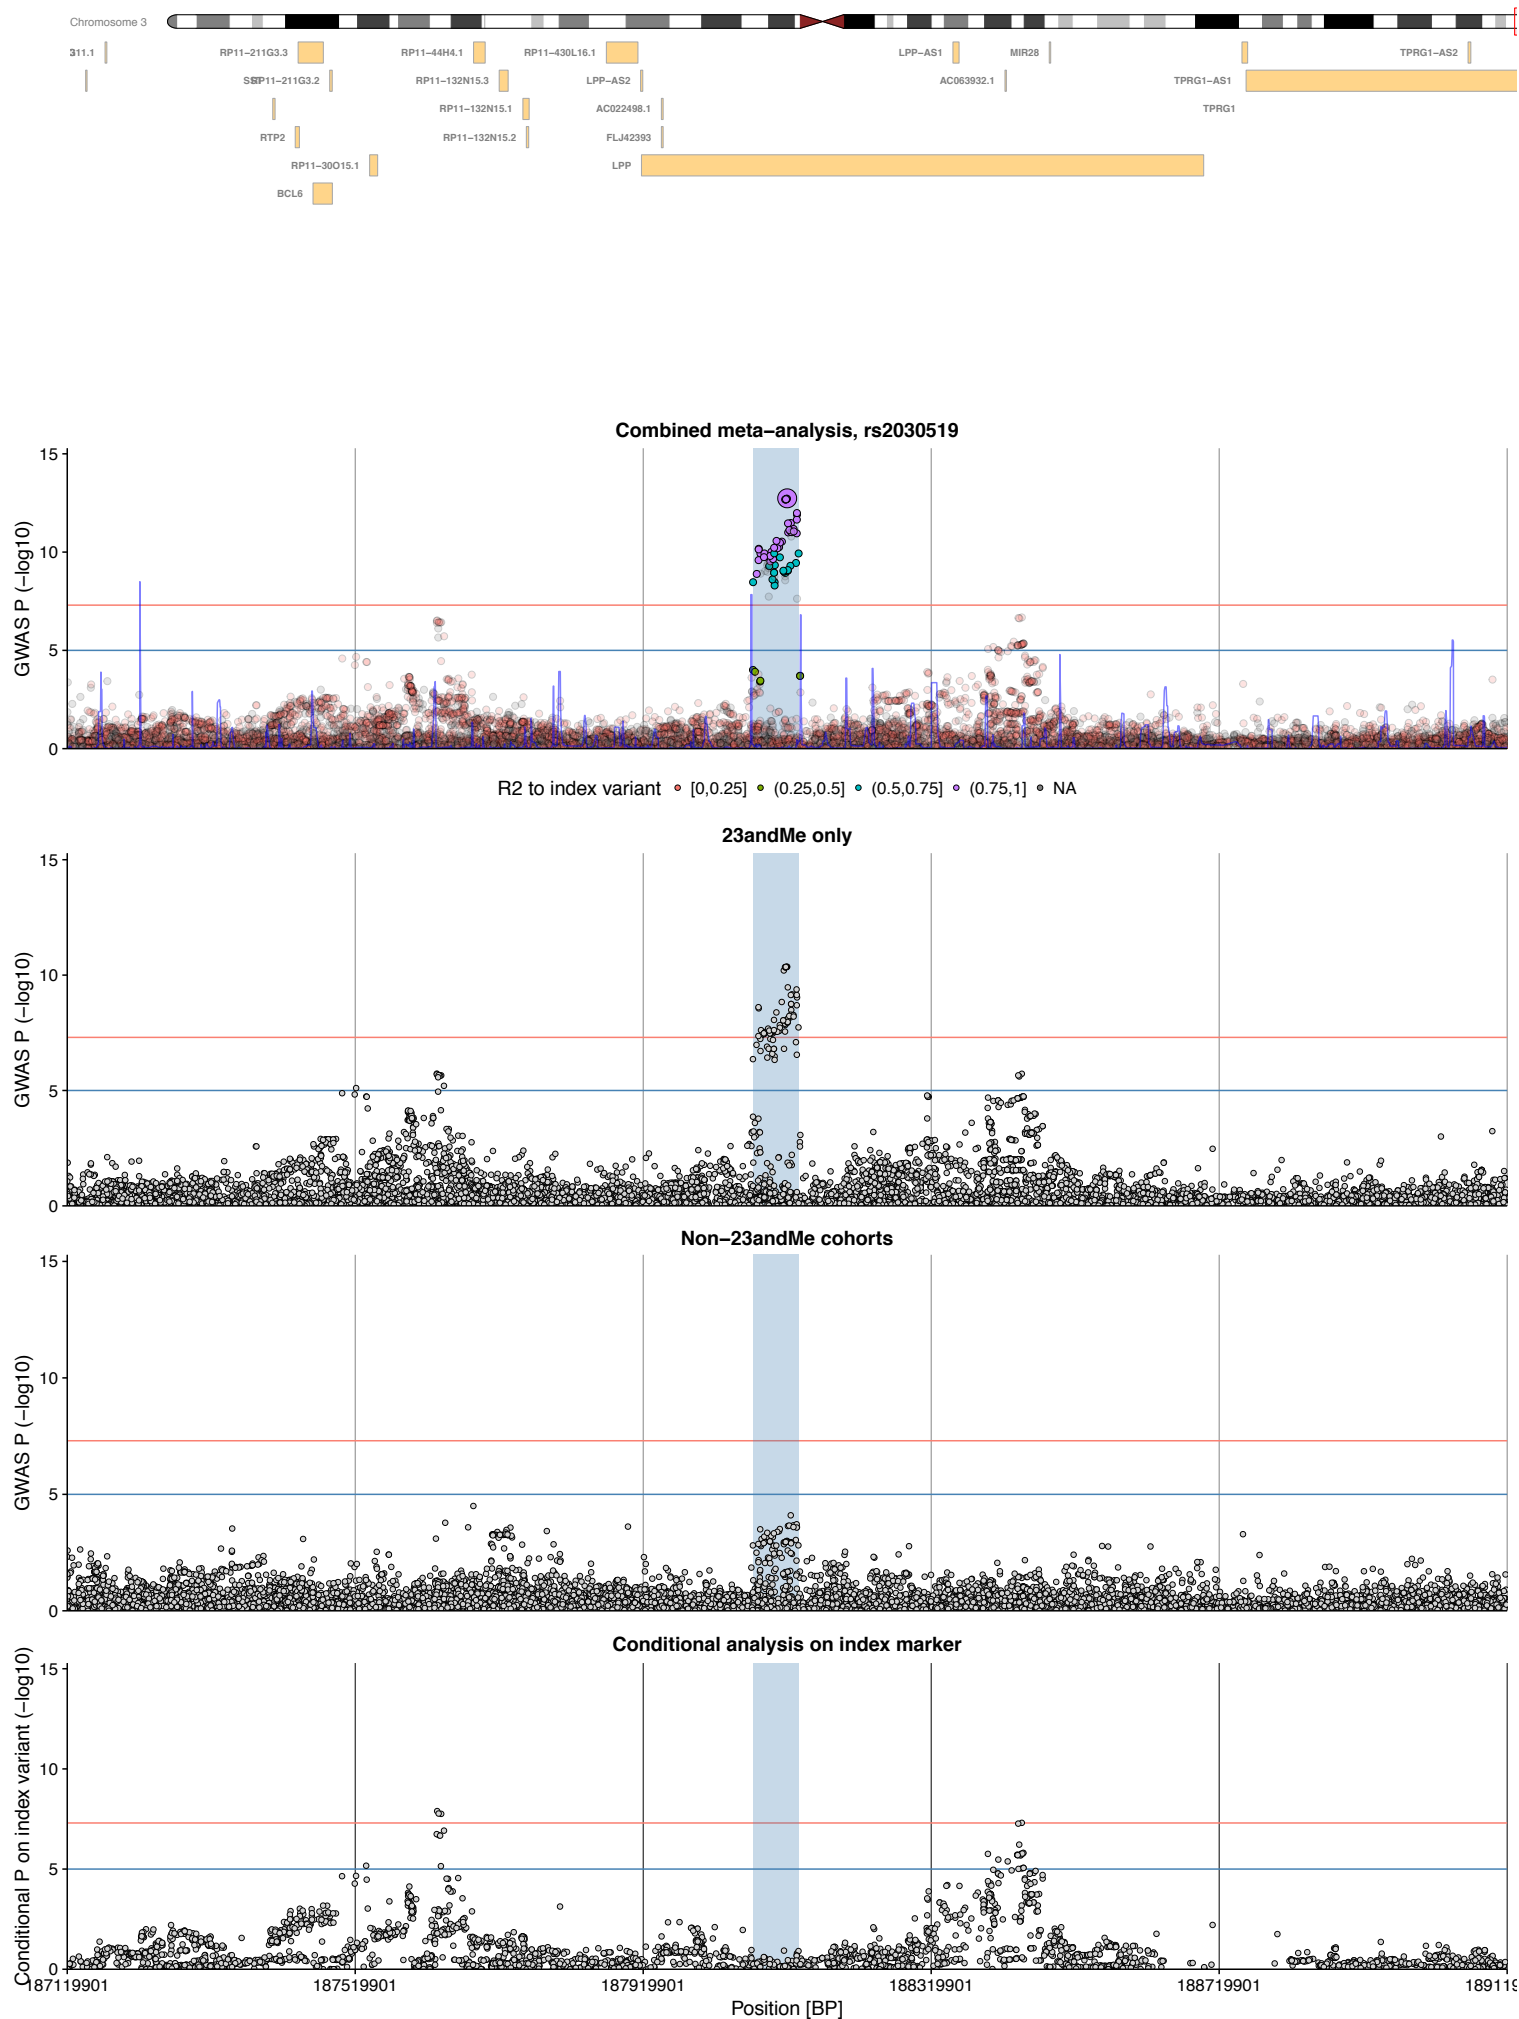 Chromosome 3
311.1 RP11−211G3.3 RP11−44H4.1 RP11−430L16.1 LPP−AS1 MIR28 TPRG1−AS2
RP11−211G3.2 RP11−132N15.3 LPP−AS2 AC063932.1 TPRG1−AS1
RP11−132N15.1 AC022498.1 TPRG1
RTP2 RP11−132N15.2 FLJ42393
RP11−30O15.1 LPP
BCL6
Combined meta−analysis, rs2030519
GWAS P (−log10)
15
10
5
0
R2 to index variant [0,0.25] (0.25,0.5] (0.5,0.75] (0.75,1] NA
23andMe only
GWAS P (−log10)
15
10
5
0
Non−23andMe cohorts
GWAS P (−log10)
15
10
5
0
Conditional analysis on index marker
Conditional P on index variant (−log10)
15
10
5
0
187119901 187519901 187919901 188319901 188719901 189119
Position [BP]